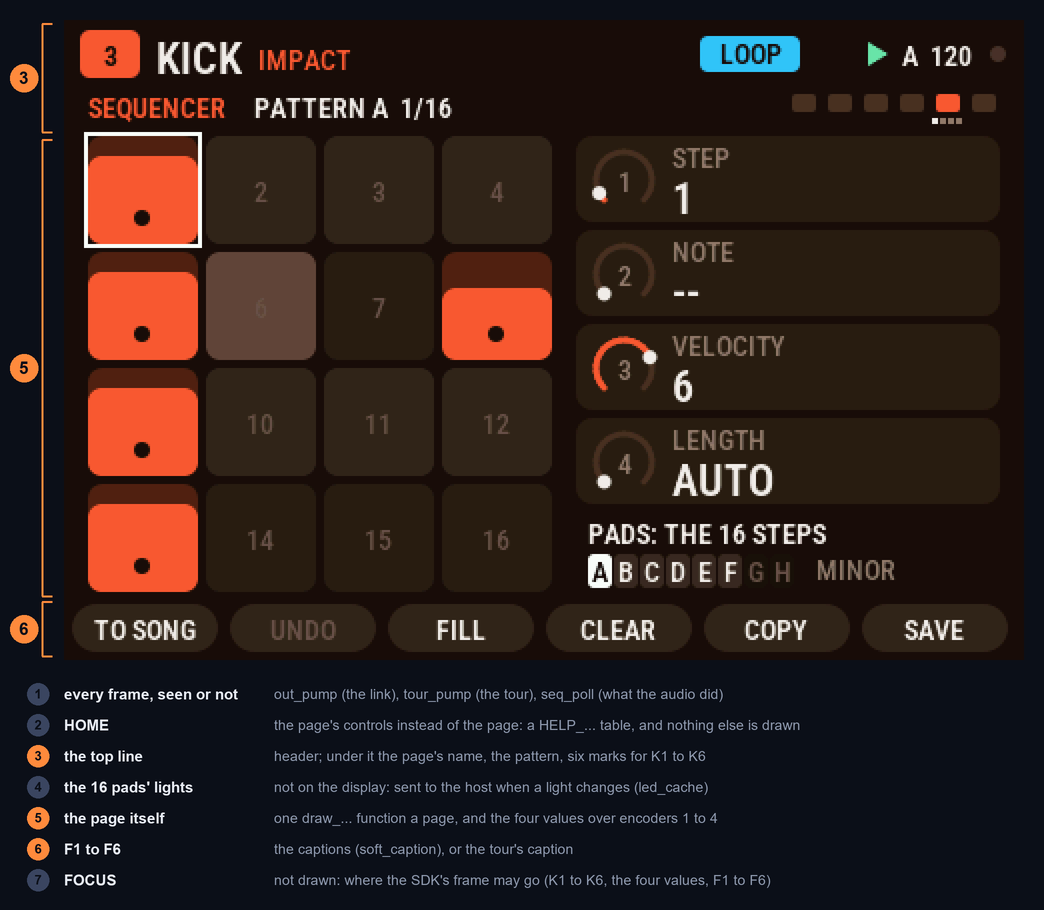 3 KICK IMPACT LOOP A 120
3
SEQUENCER PATTERN A 1/16
2 3 4
1 STEP
1
6 7
2 NOTE
--
5
3 VELOCITY
6
10 11 12
4 LENGTH
AUTO
14 15 16
PADS: THE 16 STEPS
A B C D E F G H MINOR
6 TO SONG UNDO FILL CLEAR COPY SAVE
1 every frame, seen or not out_pump (the link), tour_pump (the tour), seq_poll (what the audio did)
2 HOME the page's controls instead of the page: a HELP_... table, and nothing else is drawn
3 the top line header; under it the page's name, the pattern, six marks for K1 to K6
4 the 16 pads' lights not on the display: sent to the host when a light changes (led_cache)
5 the page itself one draw_... function a page, and the four values over encoders 1 to 4
6 F1 to F6 the captions (soft_caption), or the tour's caption
7 FOCUS not drawn: where the SDK's frame may go (K1 to K6, the four values, F1 to F6)